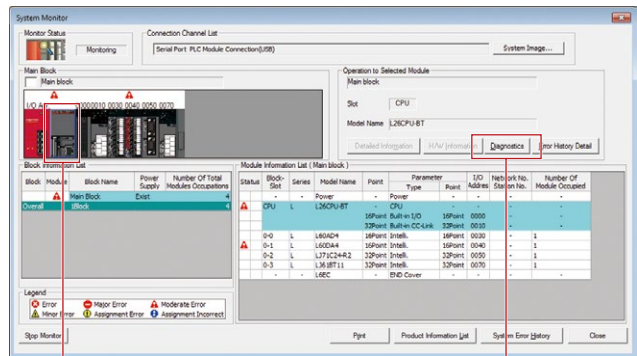 System Monitor
Monitor Status
Connection Channel List
Monitoring
Serial Port PLC Module Connection(USB)
System Image...
Main Block
Main block
Operation to Selected Module
Main block
Slot CPU
Model Name L26CPU-BT
0010 0030 0040 0050 0070
Detailed Information H/W Information Diagnostics Error History Detail
Block Information List
Block Module Block Name Power Supply Number Of Total Modules Occupations
Main Block Exist 4
Overall 1Block 4
Module Information List ( Main block )
Status Block-Slot Series Model Name Point Parameter Type Point I/O Addres Network No. Station No. Number Of Module Occupied
- - Power - Power - - - -
CPU L L26CPU-BT - CPU - - -
16Point Built-in I/O 16Point 0000 - -
32Point Built-in CC-Link 32Point 0010 - -
0-0 L L60AD4 16Point Intelli. 16Point 0030 - 1
0-1 L L60DA4 16Point Intelli. 16Point 0040 - 1
0-2 L LJ71C24-R2 32Point Intelli. 32Point 0050 - 1
0-3 L LJ61BT11 32Point Intelli. 32Point 0070 - 1
- - L6EC - END Cover - - - -
Legend
Error Major Error Moderate Error
Minor Error Assignment Error Assignment Incorrect
Stop Monitor Print Product Information List System Error History Close